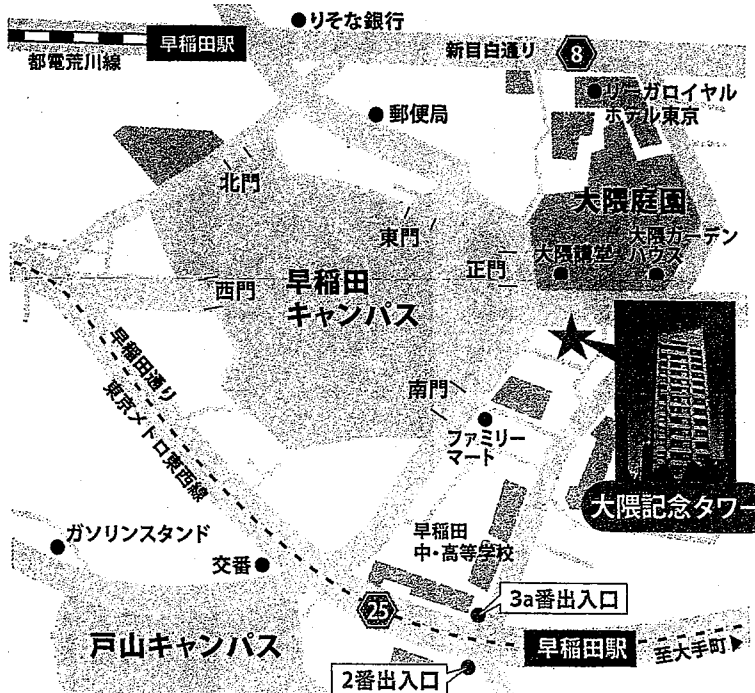 りそな銀行
早稲田駅
都電荒川線
新目白通り
8
リーガロイヤル
ホテル東京
郵便局
北門
大隈庭園
東門
大隈講堂
大隈ガーデン
ハウス
正門
西門
早稲田
キャンパス
早稲田通り
東京メトロ東西線
南門
ファミリー
マート
大隈記念タワー
ガソリンスタンド
交番
早稲田
中・高等学校
3a番出入口
25
戸山キャンパス
早稲田駅
至大手町
2番出入口